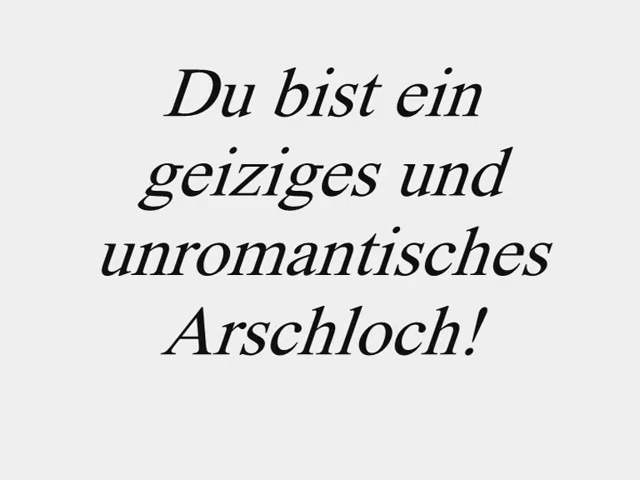 Du bist ein
geiziges und
unromantisches
Arschloch!